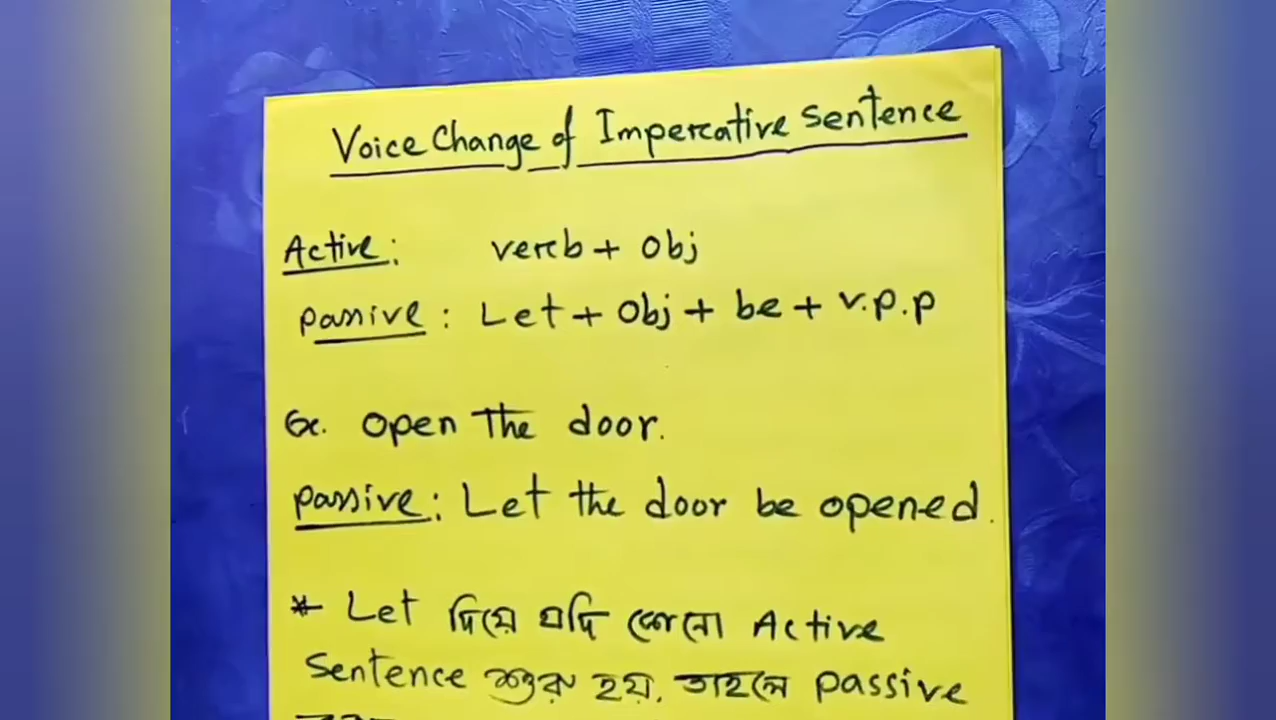 Voice Change of Imperative Sentence
Active: verb + obj
passive: Let + obj + be + v.p.p
Ex. open The door.
passive: Let the door be opened.
* Let দিয়ে যদি কোনো Active
Sentence শুরু হয়, তাহলে passive